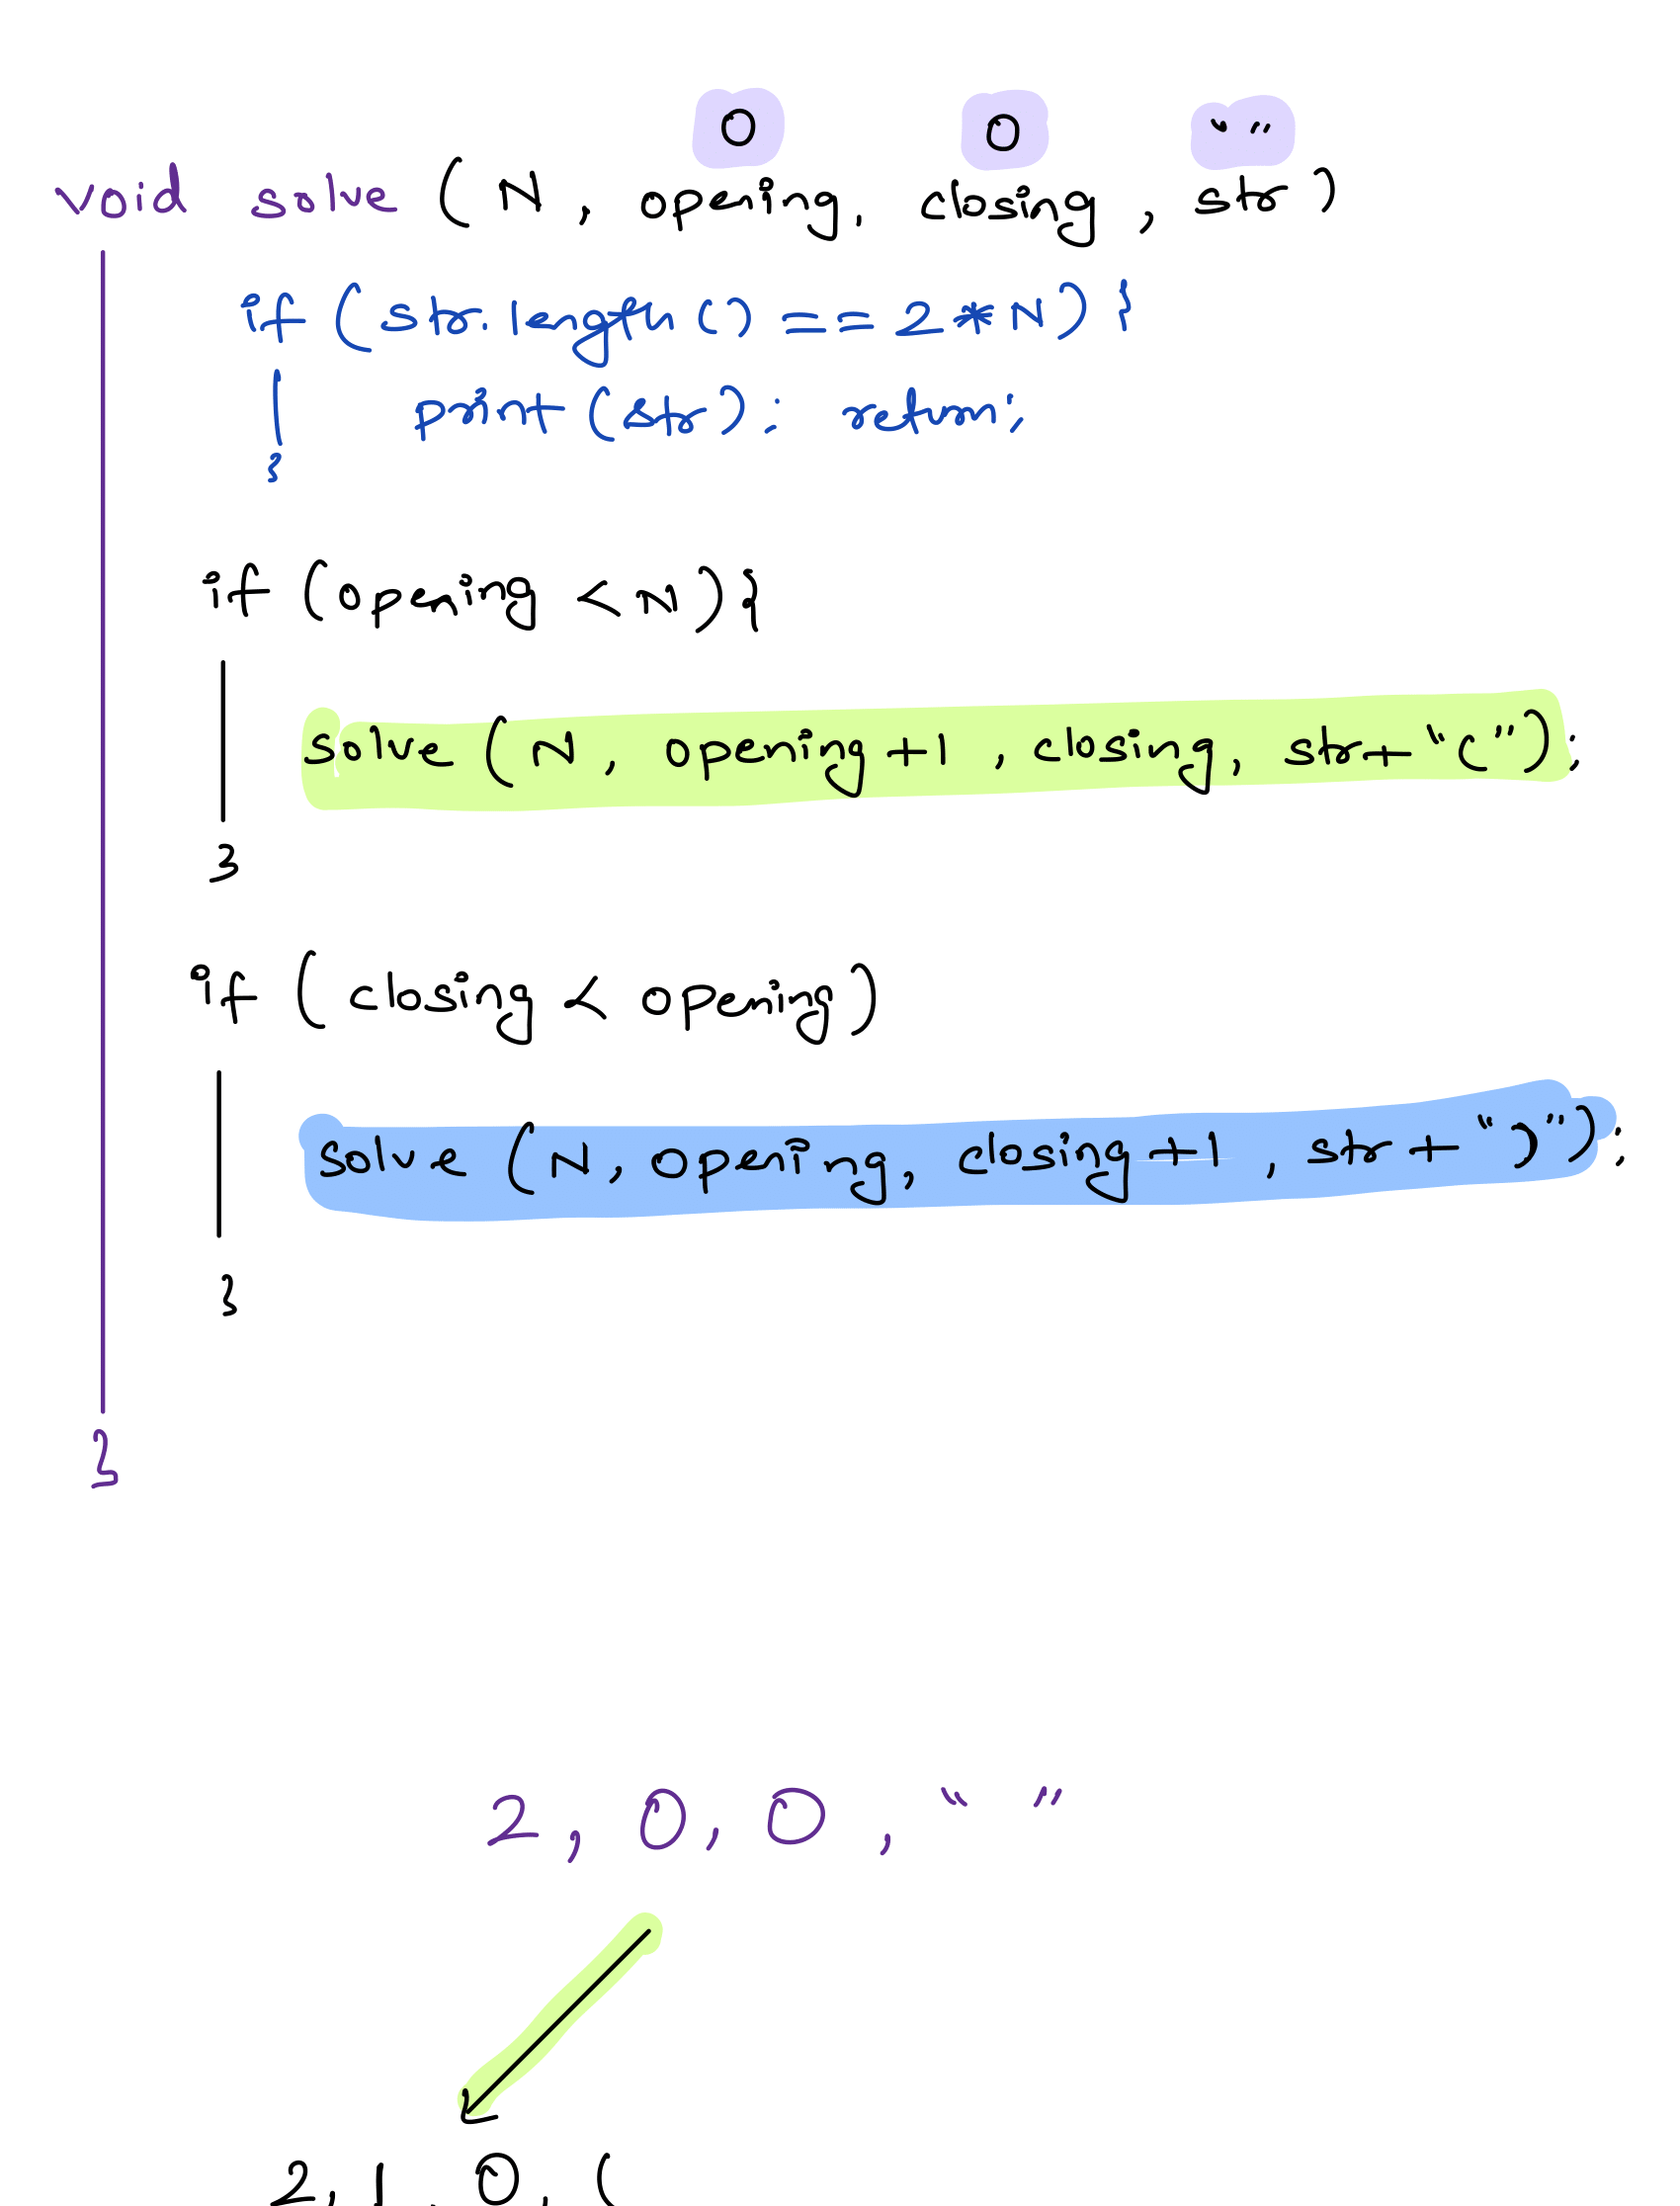 0 0 “ ”
void solve ( N , opening, closing , str )
if ( str.length () == 2 * N ) {
print (str); return;
}
if (opening < N ) {
solve ( N , opening+1 , closing, str+ “(” );
}
if ( closing < opening )
solve ( N, opening, closing+1 , str + “)” );
}
}
2, 0, 0 , “ ”
2, 1 , 0, (